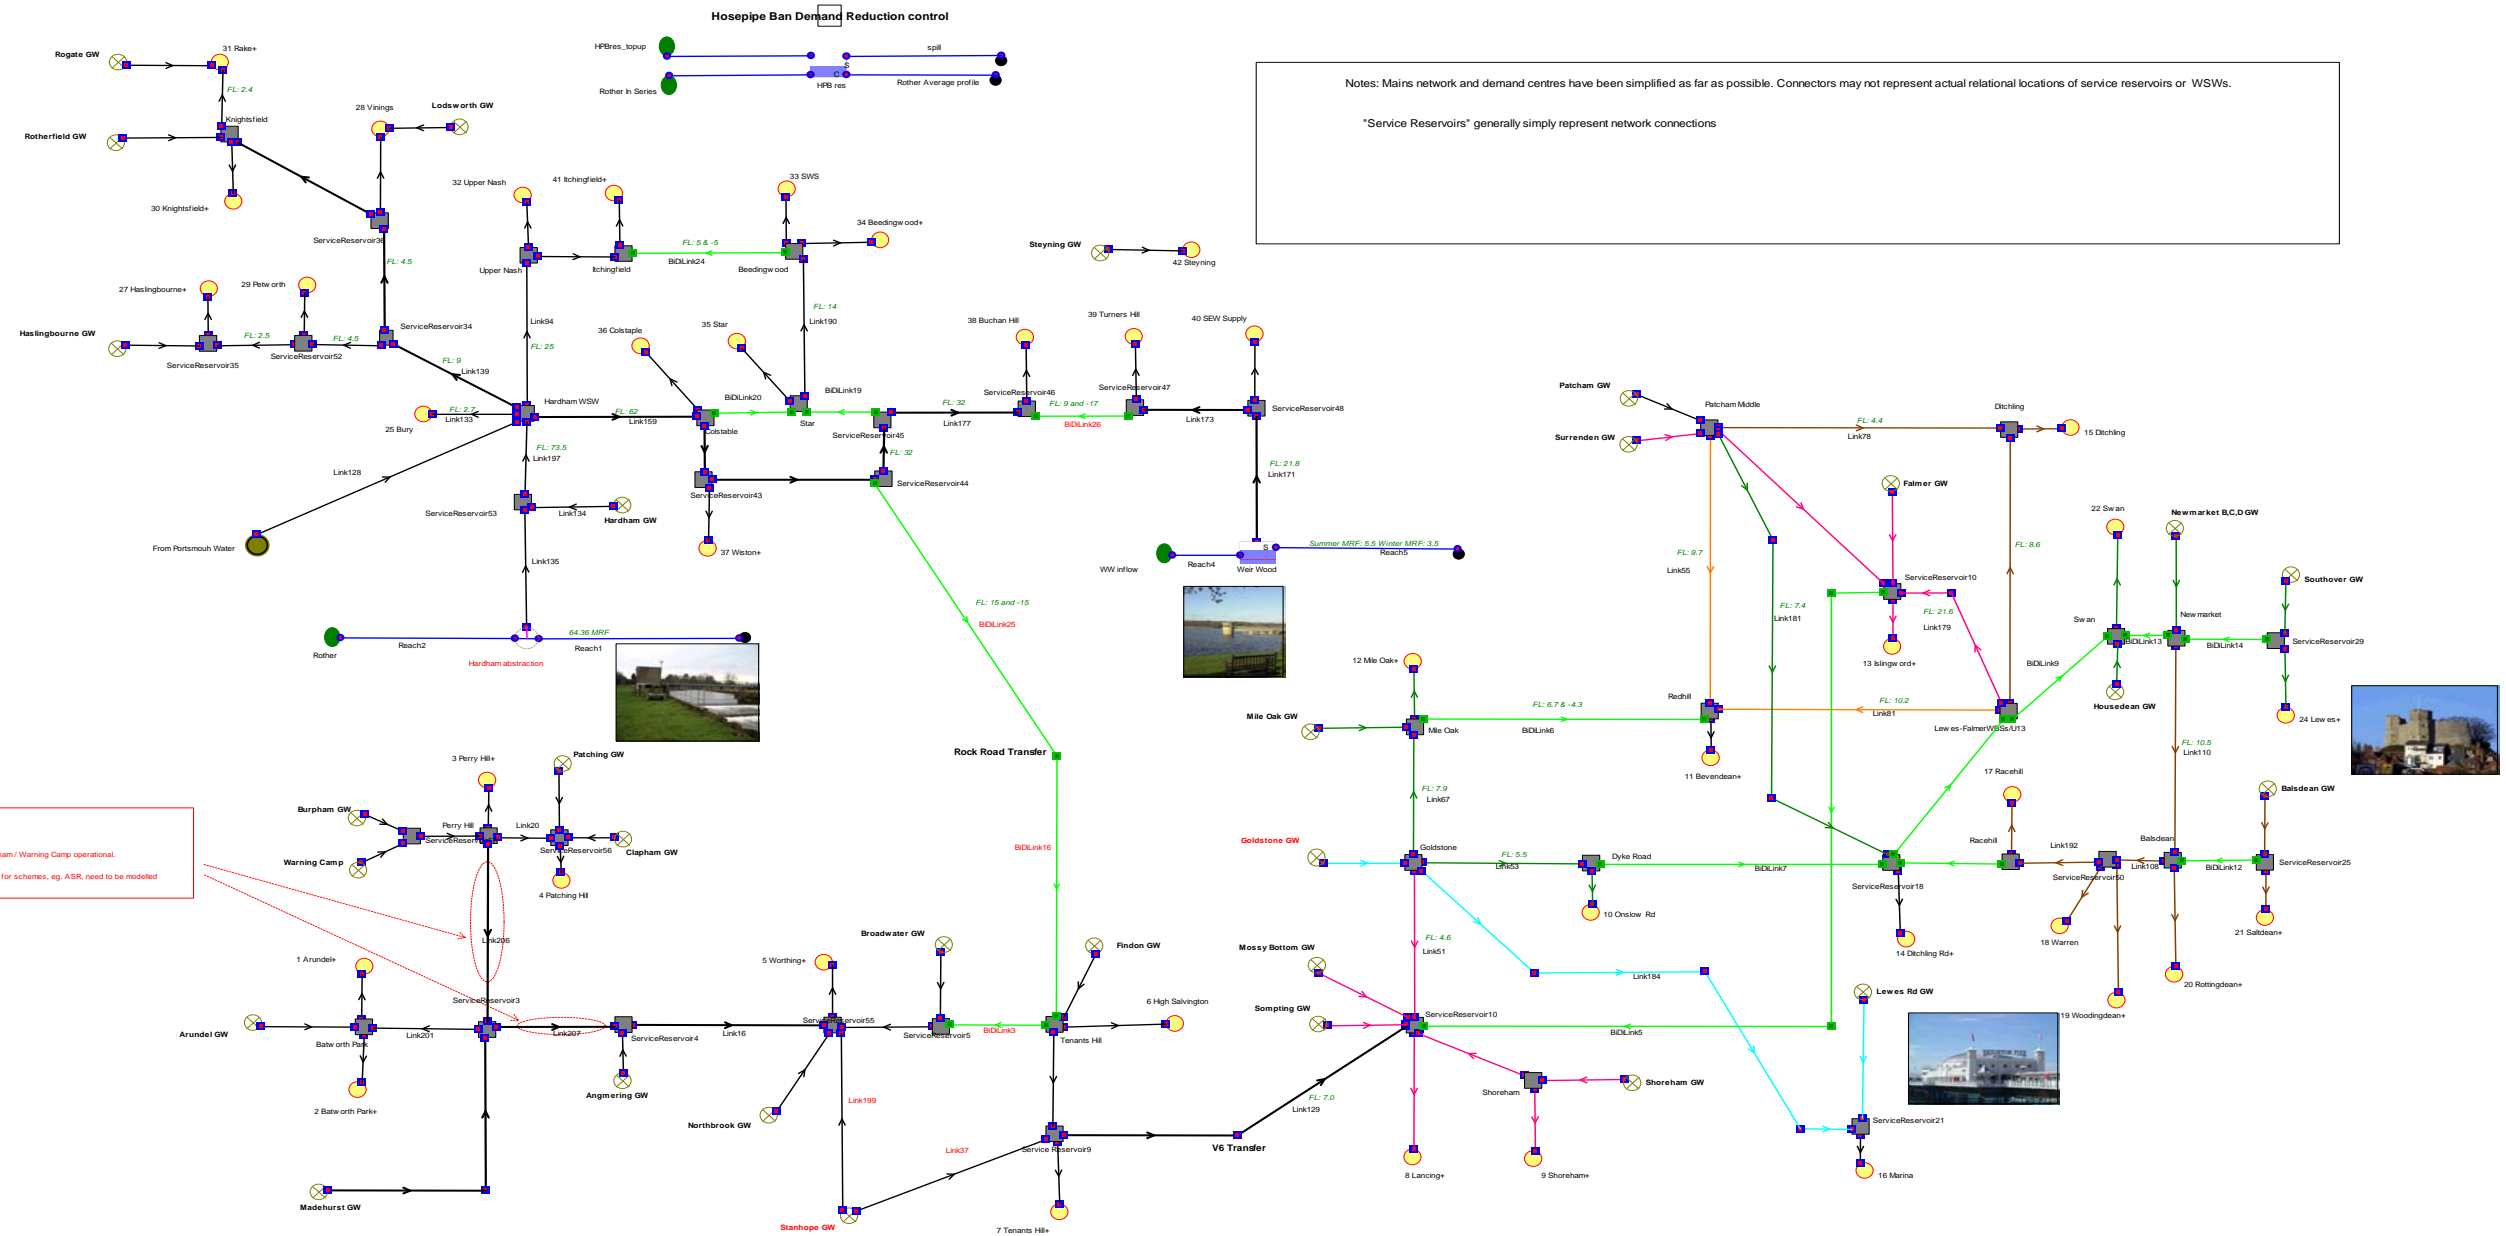 Hosepipe Ban Demand Reduction control
HPBres_topup
spill
S
C
HPB res
Rother In Series
Rother Average profile
Notes: Mains network and demand centres have been simplified as far as possible. Connectors may not represent actual relational locations of service reservoirs or WSWs.
"Service Reservoirs" generally simply represent network connections
Rogate GW
31 Rake+
FL: 2.4
Knightsfield
Rotherfield GW
30 Knightsfield+
28 Vinings
Lodsworth GW
ServiceReservoir36
FL: 4.5
27 Haslingbourne+
29 Petworth
Haslingbourne GW
FL: 2.5
FL: 4.5
ServiceReservoir34
ServiceReservoir35
ServiceReservoir52
FL: 9
Link139
32 Upper Nash
41 Itchingfield+
33 SWS
34 Beedingwood+
FL: 5 & -5
Upper Nash
Itchingfield
BiDiLink24
Beedingwood
Link94
FL: 25
FL: 14
Link190
Steyning GW
42 Steyning
36 Colstaple
35 Star
38 Buchan Hill
39 Turners Hill
40 SEW Supply
BiDiLink20
BiDiLink19
ServiceReservoir46
ServiceReservoir47
ServiceReservoir48
25 Bury
FL: 2.7
Link133
Hardham WSW
FL: 62
Link159
Colstable
Star
ServiceReservoir45
FL: 32
Link177
FL: 9 and -17
BiDiLink26
Link173
FL: 32
Link128
FL: 73.5
Link197
ServiceReservoir43
ServiceReservoir44
FL: 21.8
Link171
ServiceReservoir53
Link134
Hardham GW
37 Wiston+
From Portsmouh Water
Link135
WW inflow
Reach4
S
Weir Wood
Summer MRF: 5.5 Winter MRF: 3.5
Reach5
FL: 15 and -15
BiDiLink25
Rother
Reach2
64.36 MRF
Reach1
Hardham abstraction
Patcham GW
Patcham Middle
Surrenden GW
FL: 4.4
Link78
Ditchling
15 Ditchling
Falmer GW
FL: 9.7
Link55
FL: 7.4
Link181
ServiceReservoir10
FL: 21.6
Link179
13 Islingword+
FL: 8.6
22 Swan
Newmarket B,C,D GW
Southover GW
Swan
Newmarket
BiDiLink13
BiDiLink14
ServiceReservoir29
BiDiLink9
Housedean GW
24 Lewes+
12 Mile Oak+
Mile Oak GW
Mile Oak
FL: 6.7 & -4.3
BiDiLink6
Redhill
FL: 10.2
Link81
Lewes-FalmerWBSs/U13
11 Bevendean+
FL: 10.5
Link110
Rock Road Transfer
BiDiLink16
FL: 7.9
Link67
Goldstone GW
Goldstone
FL: 5.5
Link53
Dyke Road
BiDiLink7
ServiceReservoir18
17 Racehill
Racehill
Link192
ServiceReservoir50
Link108
Balsdean
BiDiLink12
Balsdean GW
ServiceReservoir25
10 Onslow Rd
14 Ditchling Rd+
18 Warren
19 Woodingdean+
20 Rottingdean+
21 Saltdean+
am / Warning Camp operational.
for schemes, eg. ASR, need to be modelled
3 Perry Hill+
Patching GW
Burpham GW
Perry Hill
Link20
Warning Camp
ServiceReservoir56
Clapham GW
4 Patching Hill
Link206
1 Arundel+
5 Worthing+
Broadwater GW
Findon GW
ServiceReservoir3
Arundel GW
Batworth Park
Link201
Link207
ServiceReservoir4
Link16
ServiceReservoir55
ServiceReservoir5
BiDiLink3
Tenants Hill
6 High Salvington
2 Batworth Park+
Angmering GW
Northbrook GW
Link199
Link37
Service Reservoir9
Madehurst GW
Stanhope GW
7 Tenants Hill+
V6 Transfer
FL: 7.0
Link129
Mossy Bottom GW
FL: 4.6
Link51
Link184
Sompting GW
ServiceReservoir10
BiDiLink5
Shoreham
Shoreham GW
8 Lancing+
9 Shoreham+
Lewes Rd GW
ServiceReservoir21
16 Marina